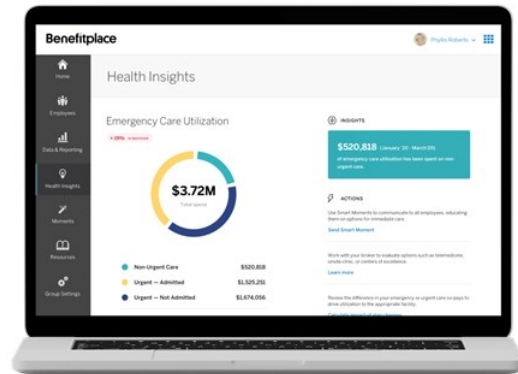 Benefitplace
Phyllis Roberts
Home
Employees
Data & Reporting
Health Insights
Moments
Resources
Group Settings
Health Insights
Emergency Care Utilization
+ 29%
$3.72M
Total spend
Non-Urgent Care $520,818
Urgent — Admitted $1,525,251
Urgent — Not Admitted $1,674,056
INSIGHTS
$520,818 (January '20 - March'20)
of emergency care utilization has been spent on non-
urgent care.
ACTIONS
Use Smart Moments to communicate to all employees, educating
them on options for immediate care.
Send Smart Moment
Work with your broker to evaluate options such as telemedicine,
onsite clinic, or centers of excellence.
Learn more
Review the difference in your emergency or urgent care co-pays to
drive utilization to the appropriate facility.